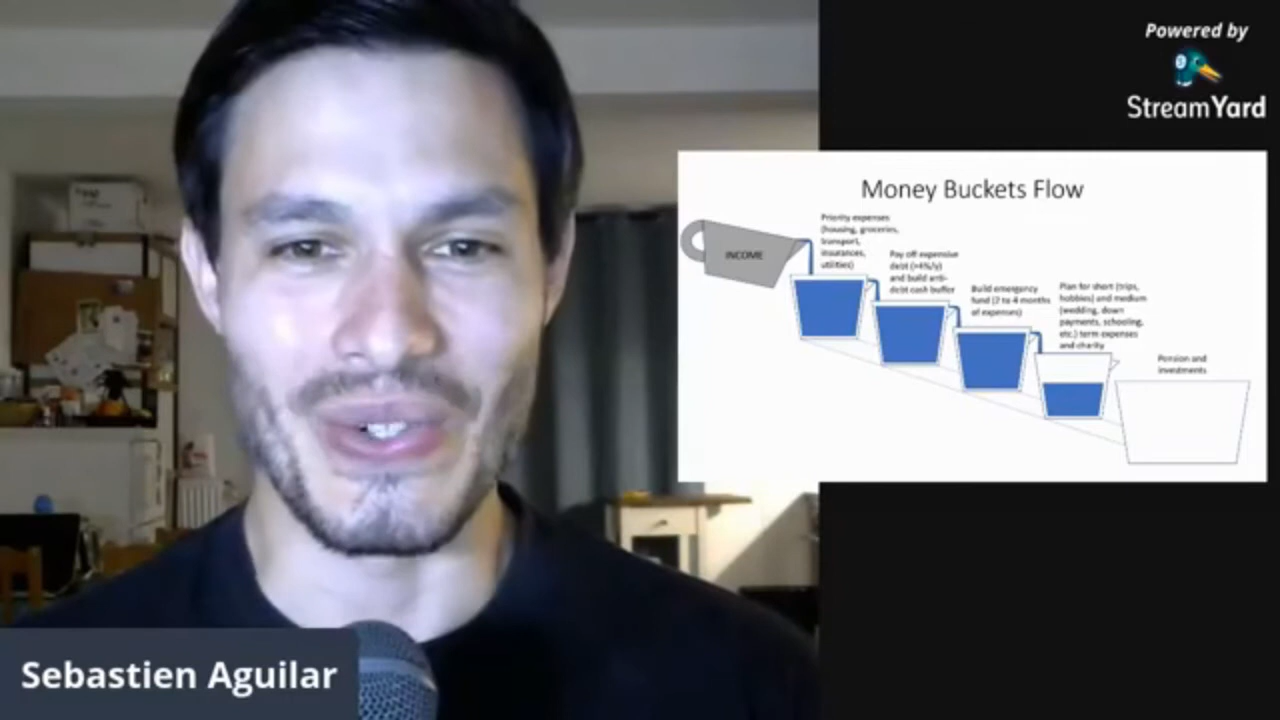 Powered by
StreamYard
Money Buckets Flow
INCOME
Priority expenses
(housing, groceries,
transport,
insurances,
utilities)
Pay off expensive
debt (>4%/y)
and build anti-
debt cash buffer
Build emergency
fund (2 to 4 months
of expenses)
Plan for short (trips,
hobbies) and medium
(wedding, down
payments, schooling,
etc.) term expenses
and charity
Pension and
investments
Sebastien Aguilar